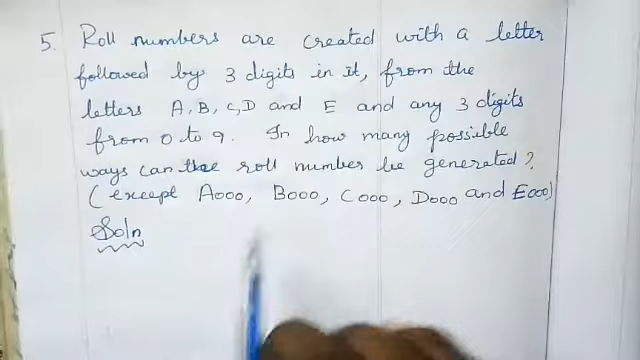 5. Roll numbers are created with a letter
followed by 3 digits in it, from the
letters A, B, C, D and E and any 3 digits
from 0 to 9. In how many possible
ways can the roll number be generated?
(except A000, B000, C000, D000 and E000)
Soln